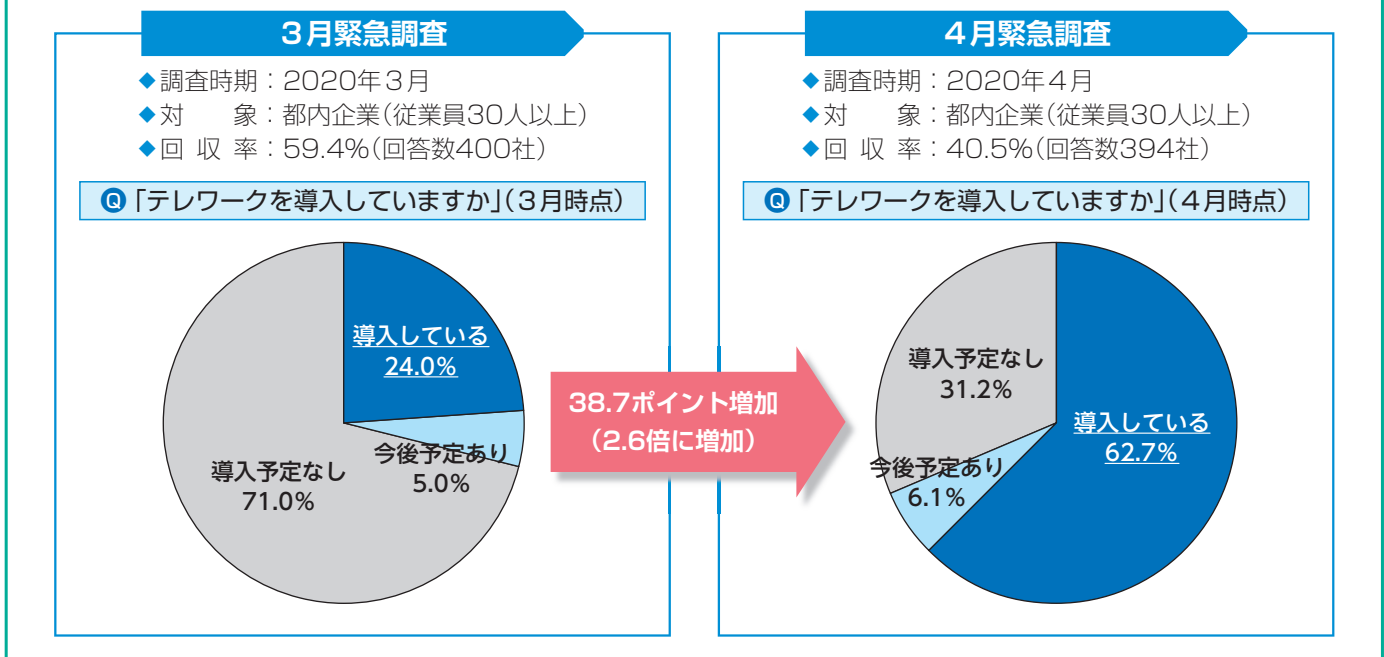 3月緊急調査
◆調査時期：2020年3月
◆対　　象：都内企業(従業員30人以上)
◆回 収 率：59.4%(回答数400社)
Q「テレワークを導入していますか」(3月時点)
導入している
24.0%
今後予定あり
5.0%
導入予定なし
71.0%
38.7ポイント増加
(2.6倍に増加)
4月緊急調査
◆調査時期：2020年4月
◆対　　象：都内企業(従業員30人以上)
◆回 収 率：40.5%(回答数394社)
Q「テレワークを導入していますか」(4月時点)
導入予定なし
31.2%
導入している
62.7%
今後予定あり
6.1%